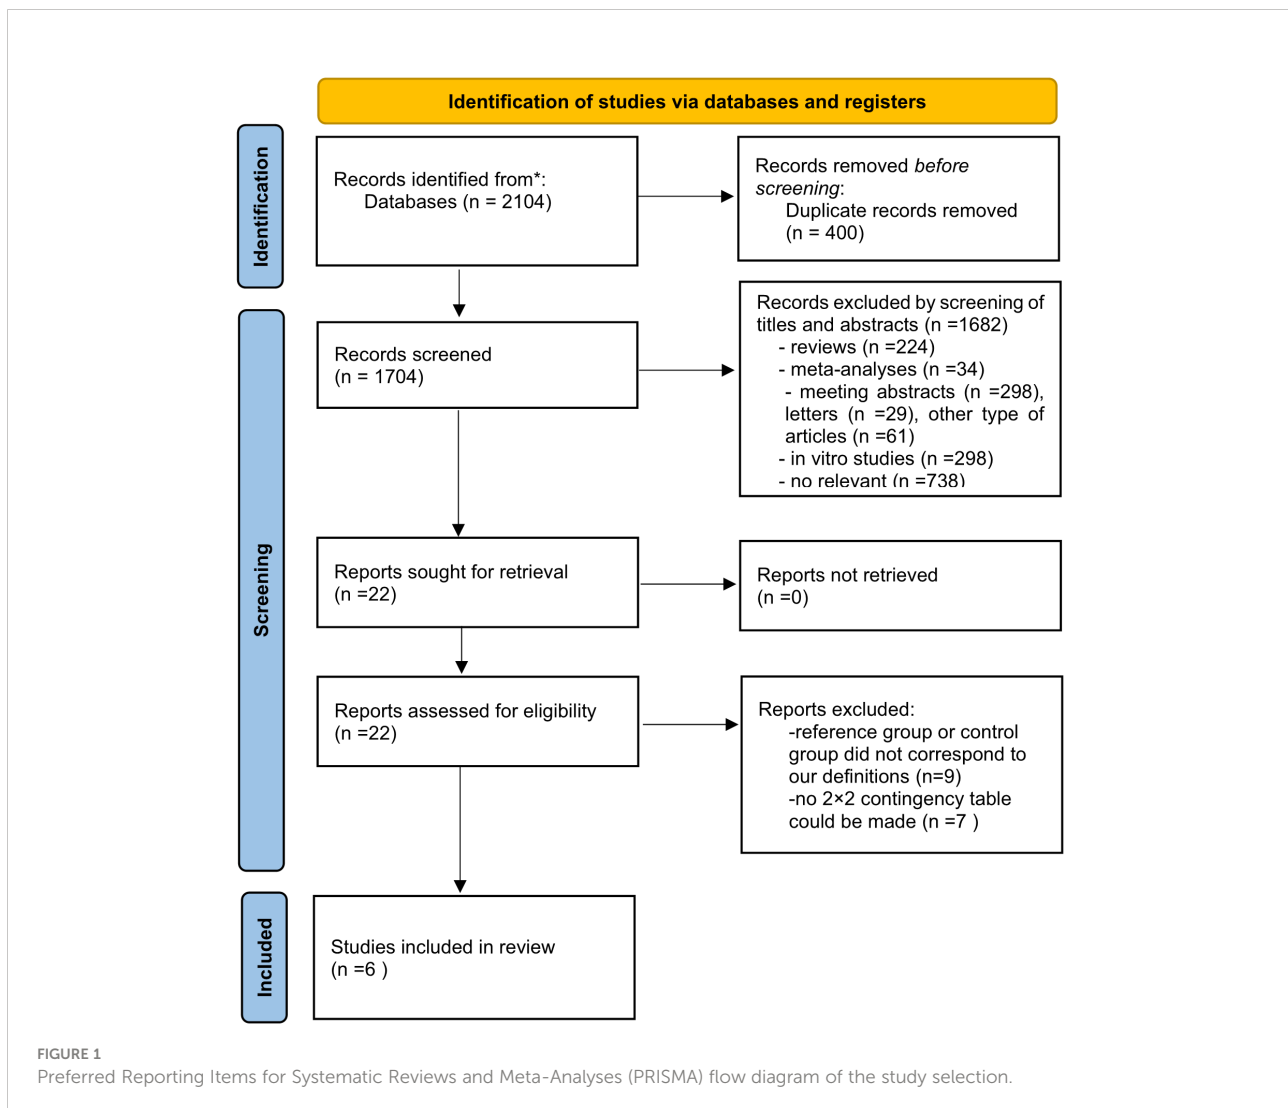 Identification of studies via databases and registers
Identification
Records identified from*:
Databases (n = 2104)
Records removed before
screening:
Duplicate records removed
(n = 400)
Screening
Records screened
(n = 1704)
Records excluded by screening of
titles and abstracts (n =1682)
- reviews (n =224)
- meta-analyses (n =34)
- meeting abstracts (n =298),
letters (n =29), other type of
articles (n =61)
- in vitro studies (n =298)
- no relevant (n =738)
Reports sought for retrieval
(n =22)
Reports not retrieved
(n =0)
Reports assessed for eligibility
(n =22)
Reports excluded:
-reference group or control
group did not correspond to
our definitions (n=9)
-no 2×2 contingency table
could be made (n =7 )
Included
Studies included in review
(n =6 )
FIGURE 1
Preferred Reporting Items for Systematic Reviews and Meta-Analyses (PRISMA) flow diagram of the study selection.